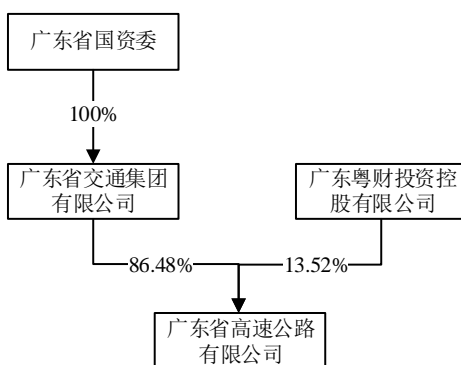 广东省国资委
100%
广东省交通集团
有限公司
广东粤财投资控
股有限公司
86.48%
13.52%
广东省高速公路
有限公司